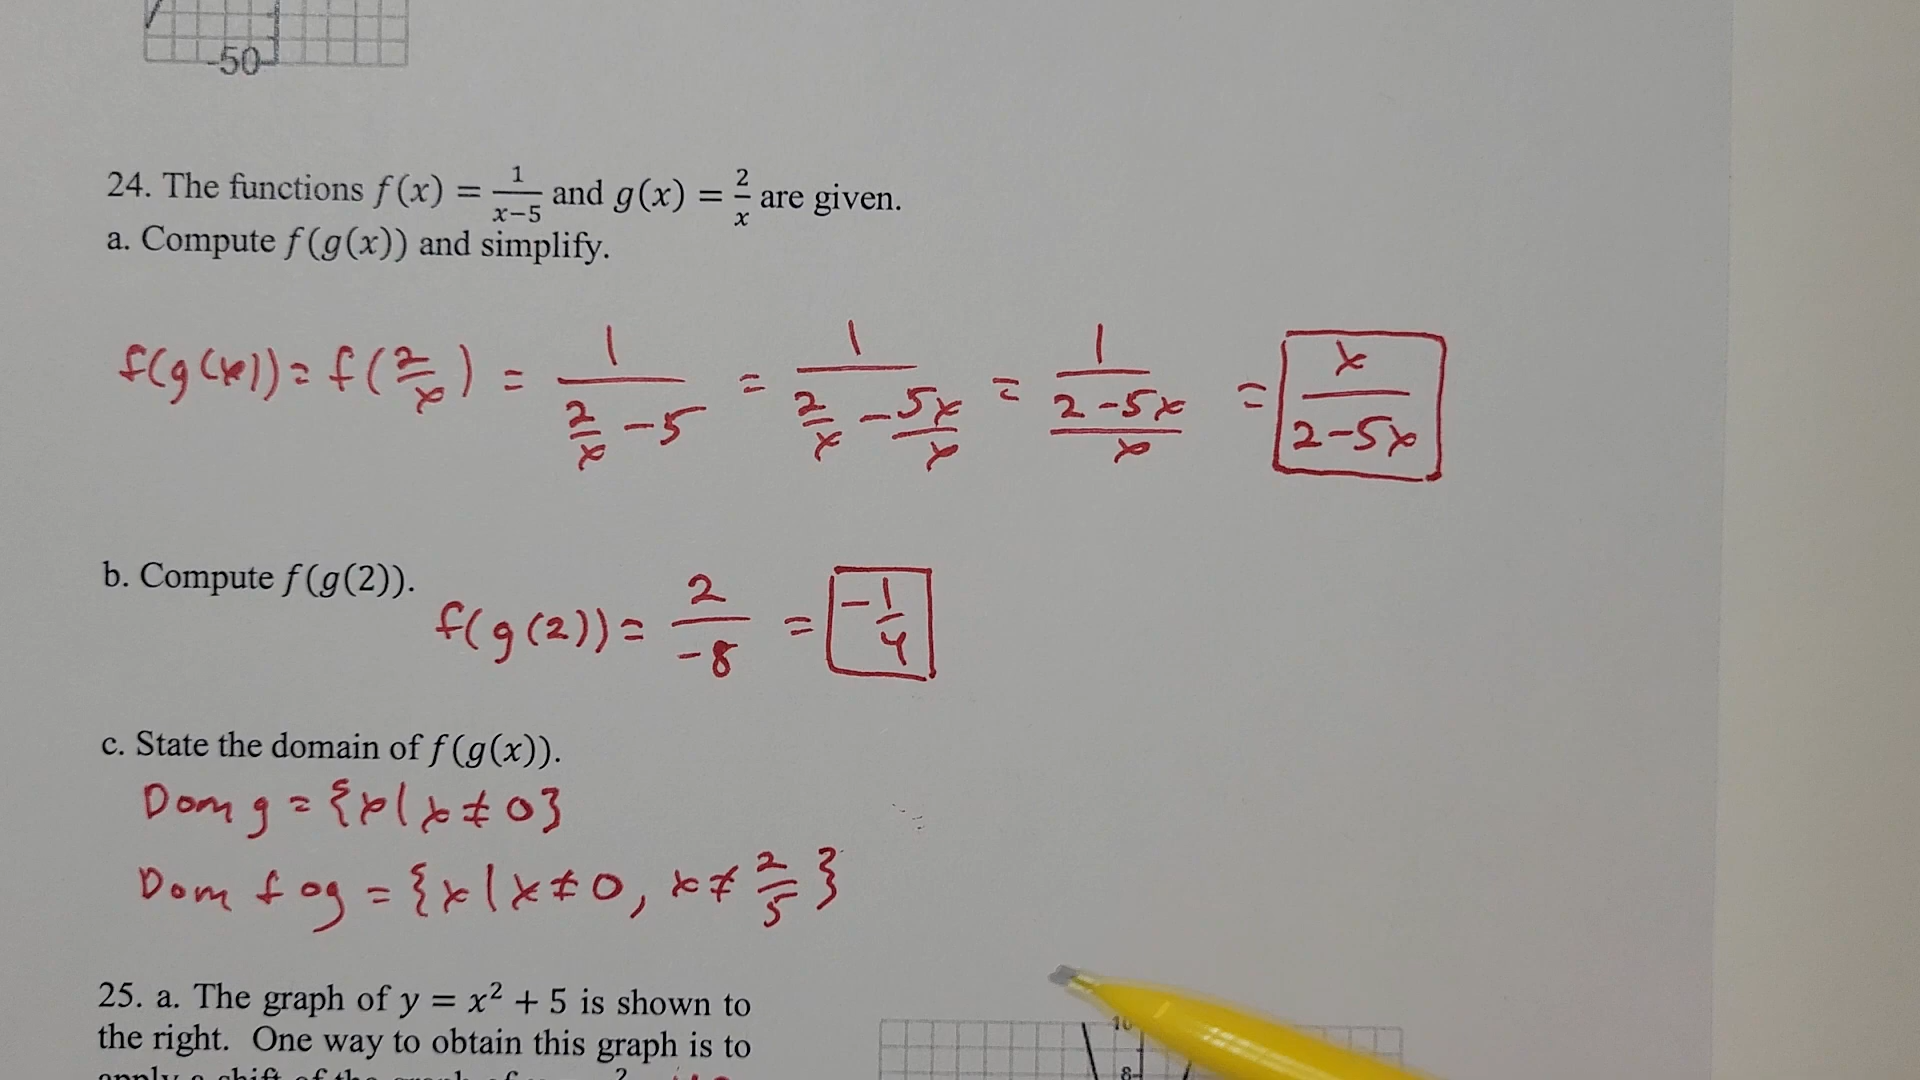 -50
24. The functions f(x) = 1/(x−5) and g(x) = 2/x are given.
a. Compute f(g(x)) and simplify.
f(g(x)) = f(2/x) = 1/(2/x − 5) = 1/(2/x − 5x/x) = 1/((2−5x)/x) = x/(2−5x)
b. Compute f(g(2)).
f(g(2)) = 2/−8 = −1/4
c. State the domain of f(g(x)).
Dom g = {x | x ≠ 0}
Dom f og = {x | x ≠ 0, x ≠ 2/5}
25. a. The graph of y = x² + 5 is shown to
the right. One way to obtain this graph is to
10
8